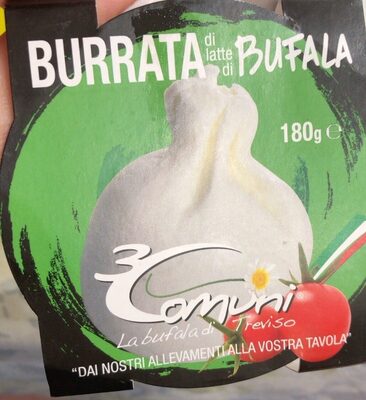 BURRATA di latte di BUFALA
180g e
3 Comuni
La bufala di Treviso
"DAI NOSTRI ALLEVAMENTI ALLA VOSTRA TAVOLA"